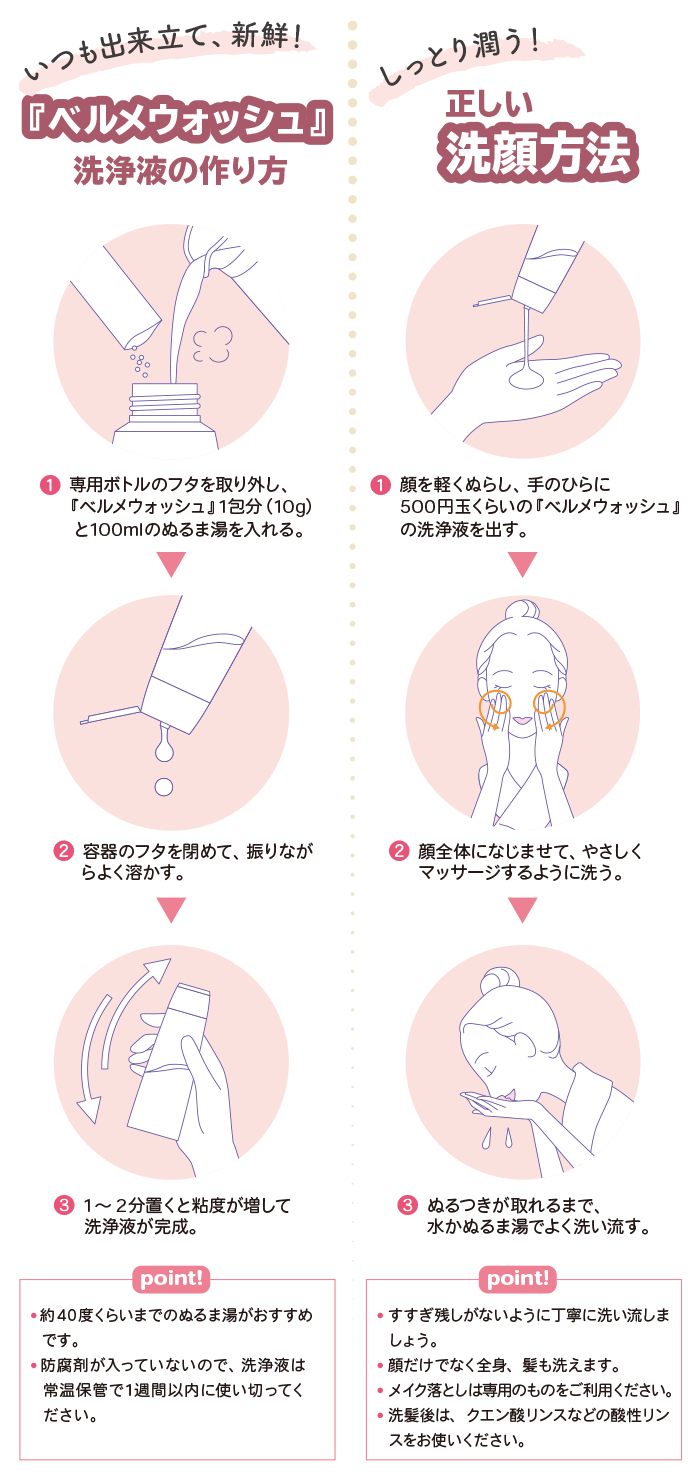 いつも出来立て、新鮮!
『ベルメウォッシュ』
洗浄液の作り方
1 専用ボトルのフタを取り外し、
『ベルメウォッシュ』1包分(10g)
と100mlのぬるま湯を入れる。
2 容器のフタを閉めて、振りなが
らよく溶かす。
3 1～2分置くと粘度が増して
洗浄液が完成。
point!
•約40度くらいまでのぬるま湯がおすすめ
です。
•防腐剤が入っていないので、洗浄液は
常温保管で1週間以内に使い切ってく
ださい。
しっとり潤う!
正しい
洗顔方法
1 顔を軽くぬらし、手のひらに
500円玉くらいの『ベルメウォッシュ』
の洗浄液を出す。
2 顔全体になじませて、やさしく
マッサージするように洗う。
3 ぬるつきが取れるまで、
水かぬるま湯でよく洗い流す。
point!
•すすぎ残しがないように丁寧に洗い流しま
しょう。
•顔だけでなく全身、髪も洗えます。
•メイク落としは専用のものをご利用ください。
•洗髪後は、クエン酸リンスなどの酸性リン
スをお使いください。